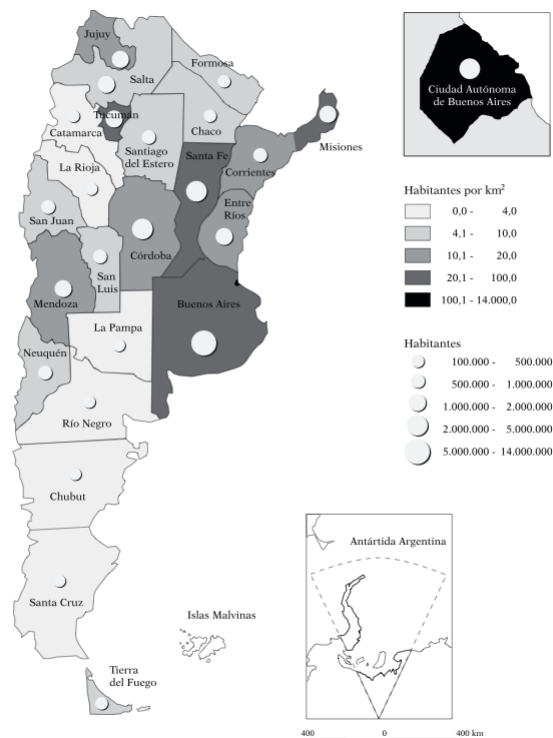 Jujuy
Salta
Formosa
Tucumán
Catamarca
Santiago
del Estero
Chaco
Misiones
La Rioja
Santa Fe
Corrientes
San Juan
Entre
Ríos
Córdoba
San
Luis
Mendoza
Buenos Aires
La Pampa
Neuquén
Río Negro
Chubut
Santa Cruz
Islas Malvinas
Tierra
del Fuego
Ciudad Autónoma
de Buenos Aires
Habitantes por km²
0,0 - 4,0
4,1 - 10,0
10,1 - 20,0
20,1 - 100,0
100,1 - 14.000,0
Habitantes
100.000 - 500.000
500.000 - 1.000.000
1.000.000 - 2.000.000
2.000.000 - 5.000.000
5.000.000 - 14.000.000
Antártida Argentina
400 0 400 km